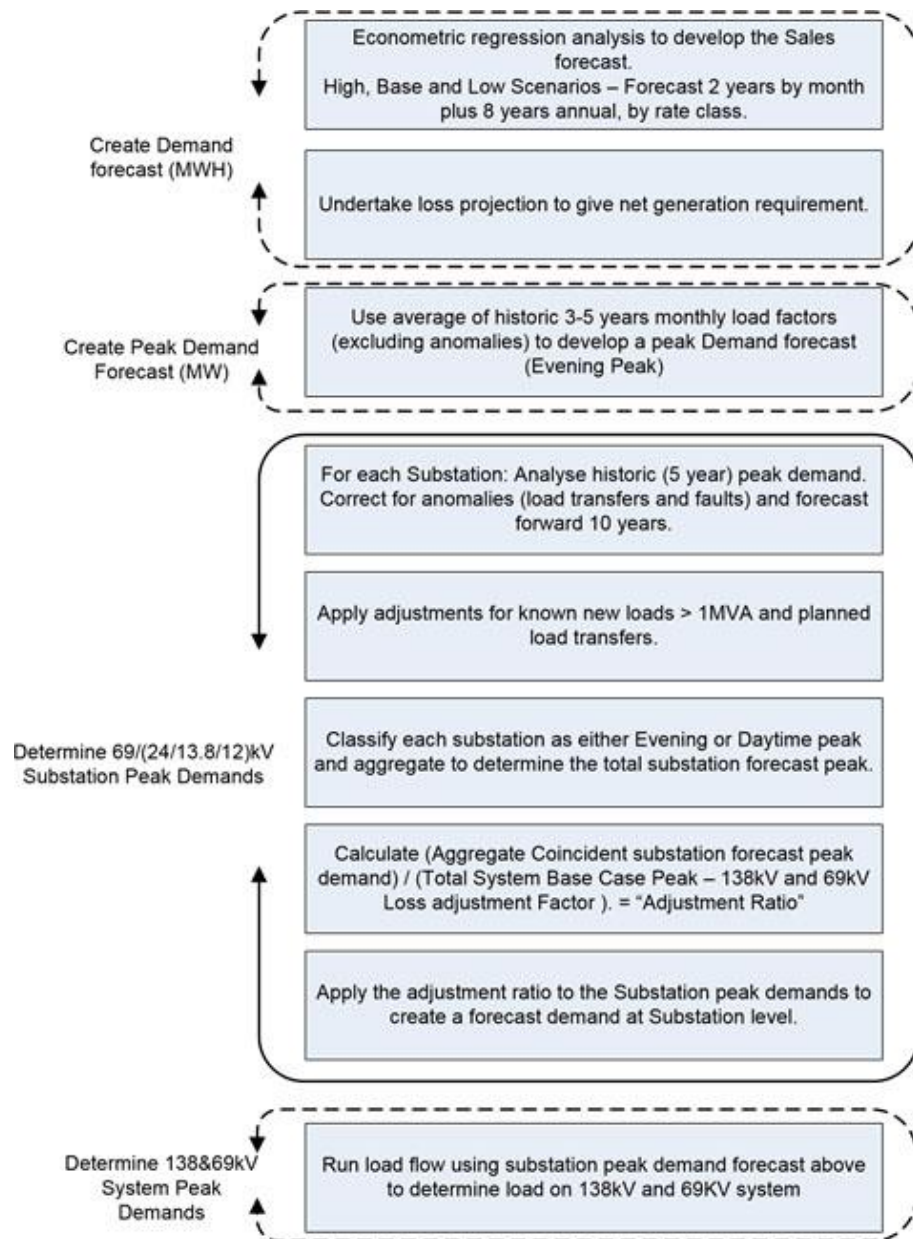 Econometric regression analysis to develop the Sales
forecast.
High, Base and Low Scenarios – Forecast 2 years by month
plus 8 years annual, by rate class.
Create Demand
forecast (MWH)
Undertake loss projection to give net generation requirement.
Use average of historic 3-5 years monthly load factors
(excluding anomalies) to develop a peak Demand forecast
(Evening Peak)
Create Peak Demand
Forecast (MW)
For each Substation: Analyse historic (5 year) peak demand.
Correct for anomalies (load transfers and faults) and forecast
forward 10 years.
Apply adjustments for known new loads > 1MVA and planned
load transfers.
Determine 69/(24/13.8/12)kV
Substation Peak Demands
Classify each substation as either Evening or Daytime peak
and aggregate to determine the total substation forecast peak.
Calculate (Aggregate Coincident substation forecast peak
demand) / (Total System Base Case Peak – 138kV and 69kV
Loss adjustment Factor ). = “Adjustment Ratio”
Apply the adjustment ratio to the Substation peak demands to
create a forecast demand at Substation level.
Determine 138&69kV
System Peak
Demands
Run load flow using substation peak demand forecast above
to determine load on 138kV and 69KV system